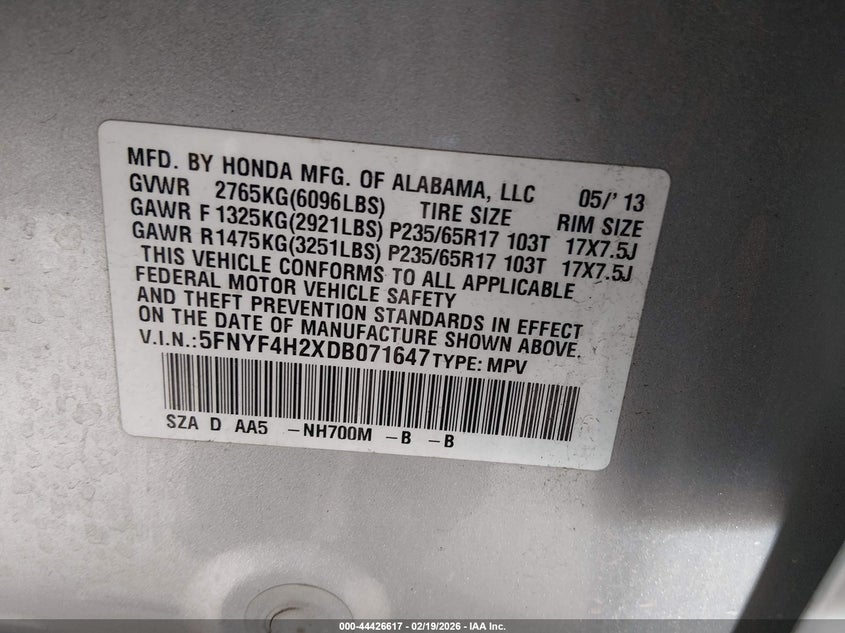 MFD. BY HONDA MFG. OF ALABAMA, LLC 05/'13
GVWR 2765KG(6096LBS) TIRE SIZE RIM SIZE
GAWR F 1325KG(2921LBS) P235/65R17 103T 17X7.5J
GAWR R1475KG(3251LBS) P235/65R17 103T 17X7.5J
THIS VEHICLE CONFORMS TO ALL APPLICABLE
FEDERAL MOTOR VEHICLE SAFETY
AND THEFT PREVENTION STANDARDS IN EFFECT
ON THE DATE OF MANUFACTURE SHOWN ABOVE.
V.I.N.:5FNYF4H2XDB071647 TYPE: MPV
SZA D AA5 -NH700M -B -B
000-44426617 - 02/19/2026 - IAA Inc.